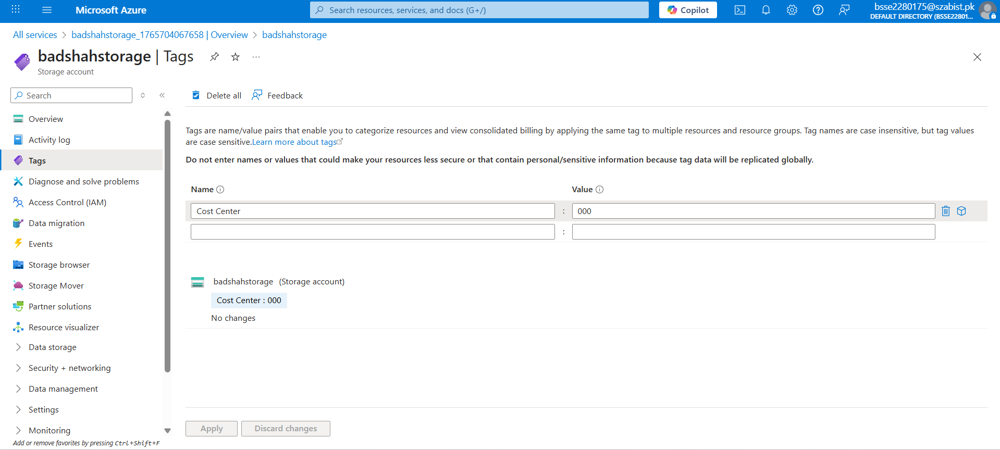 Microsoft Azure
Search resources, services, and docs (G+/)
Copilot
bsse2280175@szabist.pk
DEFAULT DIRECTORY (BSSE22801...
All services > badshahstorage_1765704067658 | Overview > badshahstorage
badshahstorage | Tags
Storage account
Search
Delete all
Feedback
Overview
Activity log
Tags
Diagnose and solve problems
Access Control (IAM)
Data migration
Events
Storage browser
Storage Mover
Partner solutions
Resource visualizer
Data storage
Security + networking
Data management
Settings
Monitoring
Add or remove favorites by pressing Ctrl+Shift+F
Tags are name/value pairs that enable you to categorize resources and view consolidated billing by applying the same tag to multiple resources and resource groups. Tag names are case insensitive, but tag values
are case sensitive.Learn more about tags
Do not enter names or values that could make your resources less secure or that contain personal/sensitive information because tag data will be replicated globally.
Name Value
Cost Center : 000
:
badshahstorage (Storage account)
Cost Center : 000
No changes
Apply
Discard changes